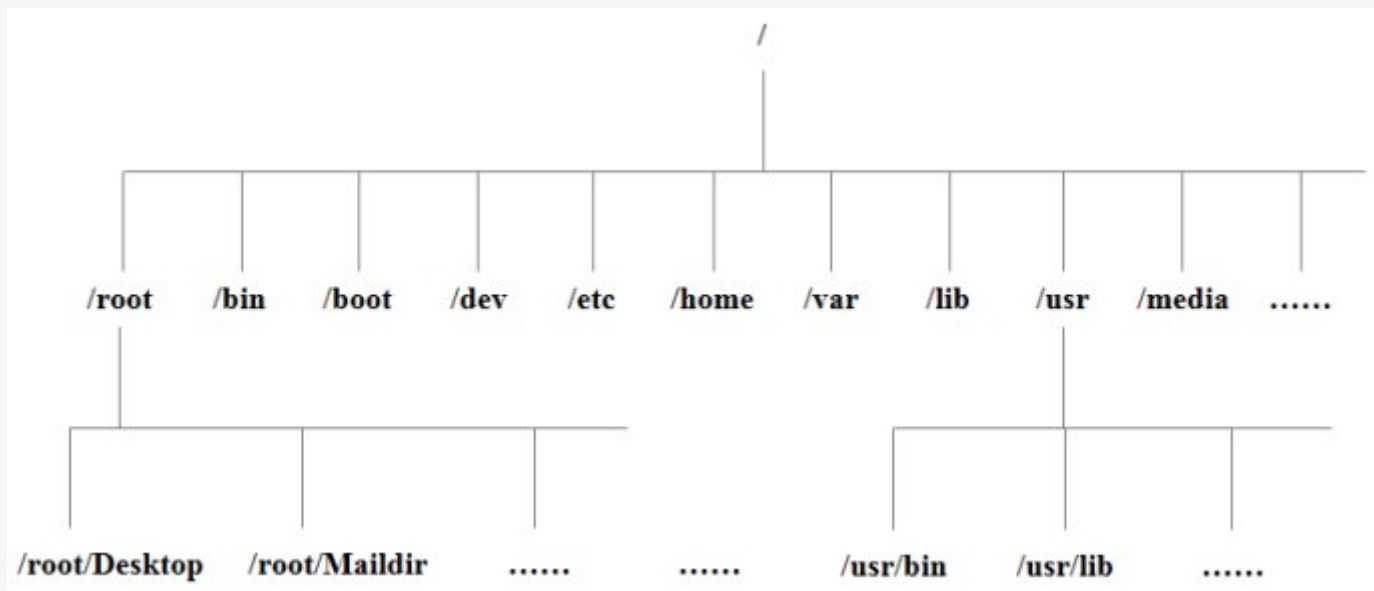 /
/root /bin /boot /dev /etc /home /var /lib /usr /media ……
/root/Desktop /root/Maildir …… …… /usr/bin /usr/lib ……